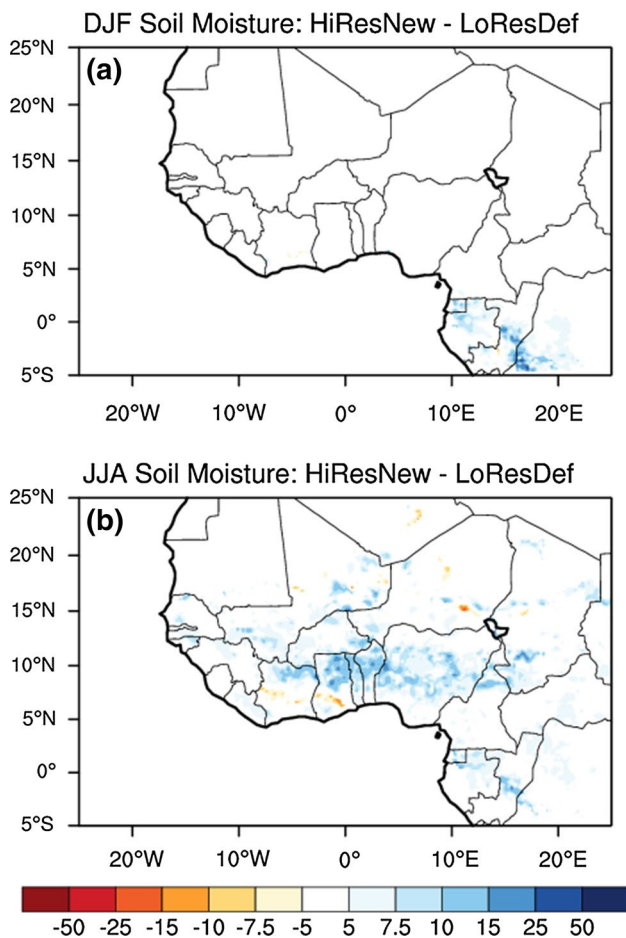 DJF Soil Moisture: HiResNew - LoResDef
(a)
25°N
20°N
15°N
10°N
5°N
0°
5°S
20°W 10°W 0° 10°E 20°E
JJA Soil Moisture: HiResNew - LoResDef
(b)
25°N
20°N
15°N
10°N
5°N
0°
5°S
20°W 10°W 0° 10°E 20°E
-50 -25 -15 -10 -7.5 -5 5 7.5 10 15 25 50